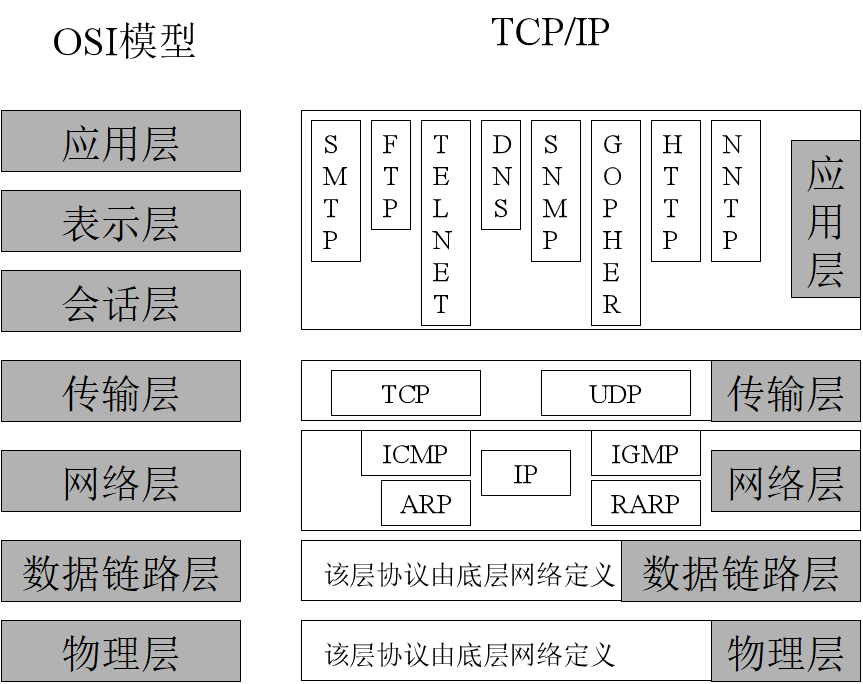 OSI模型
TCP/IP
应用层
表示层
会话层
SMTP
FTP
TELNET
DNS
SNMP
GOPHER
HTTP
NNTP
应用层
传输层
TCP
UDP
传输层
网络层
ICMP
IP
IGMP
ARP
RARP
网络层
数据链路层
该层协议由底层网络定义
数据链路层
物理层
该层协议由底层网络定义
物理层